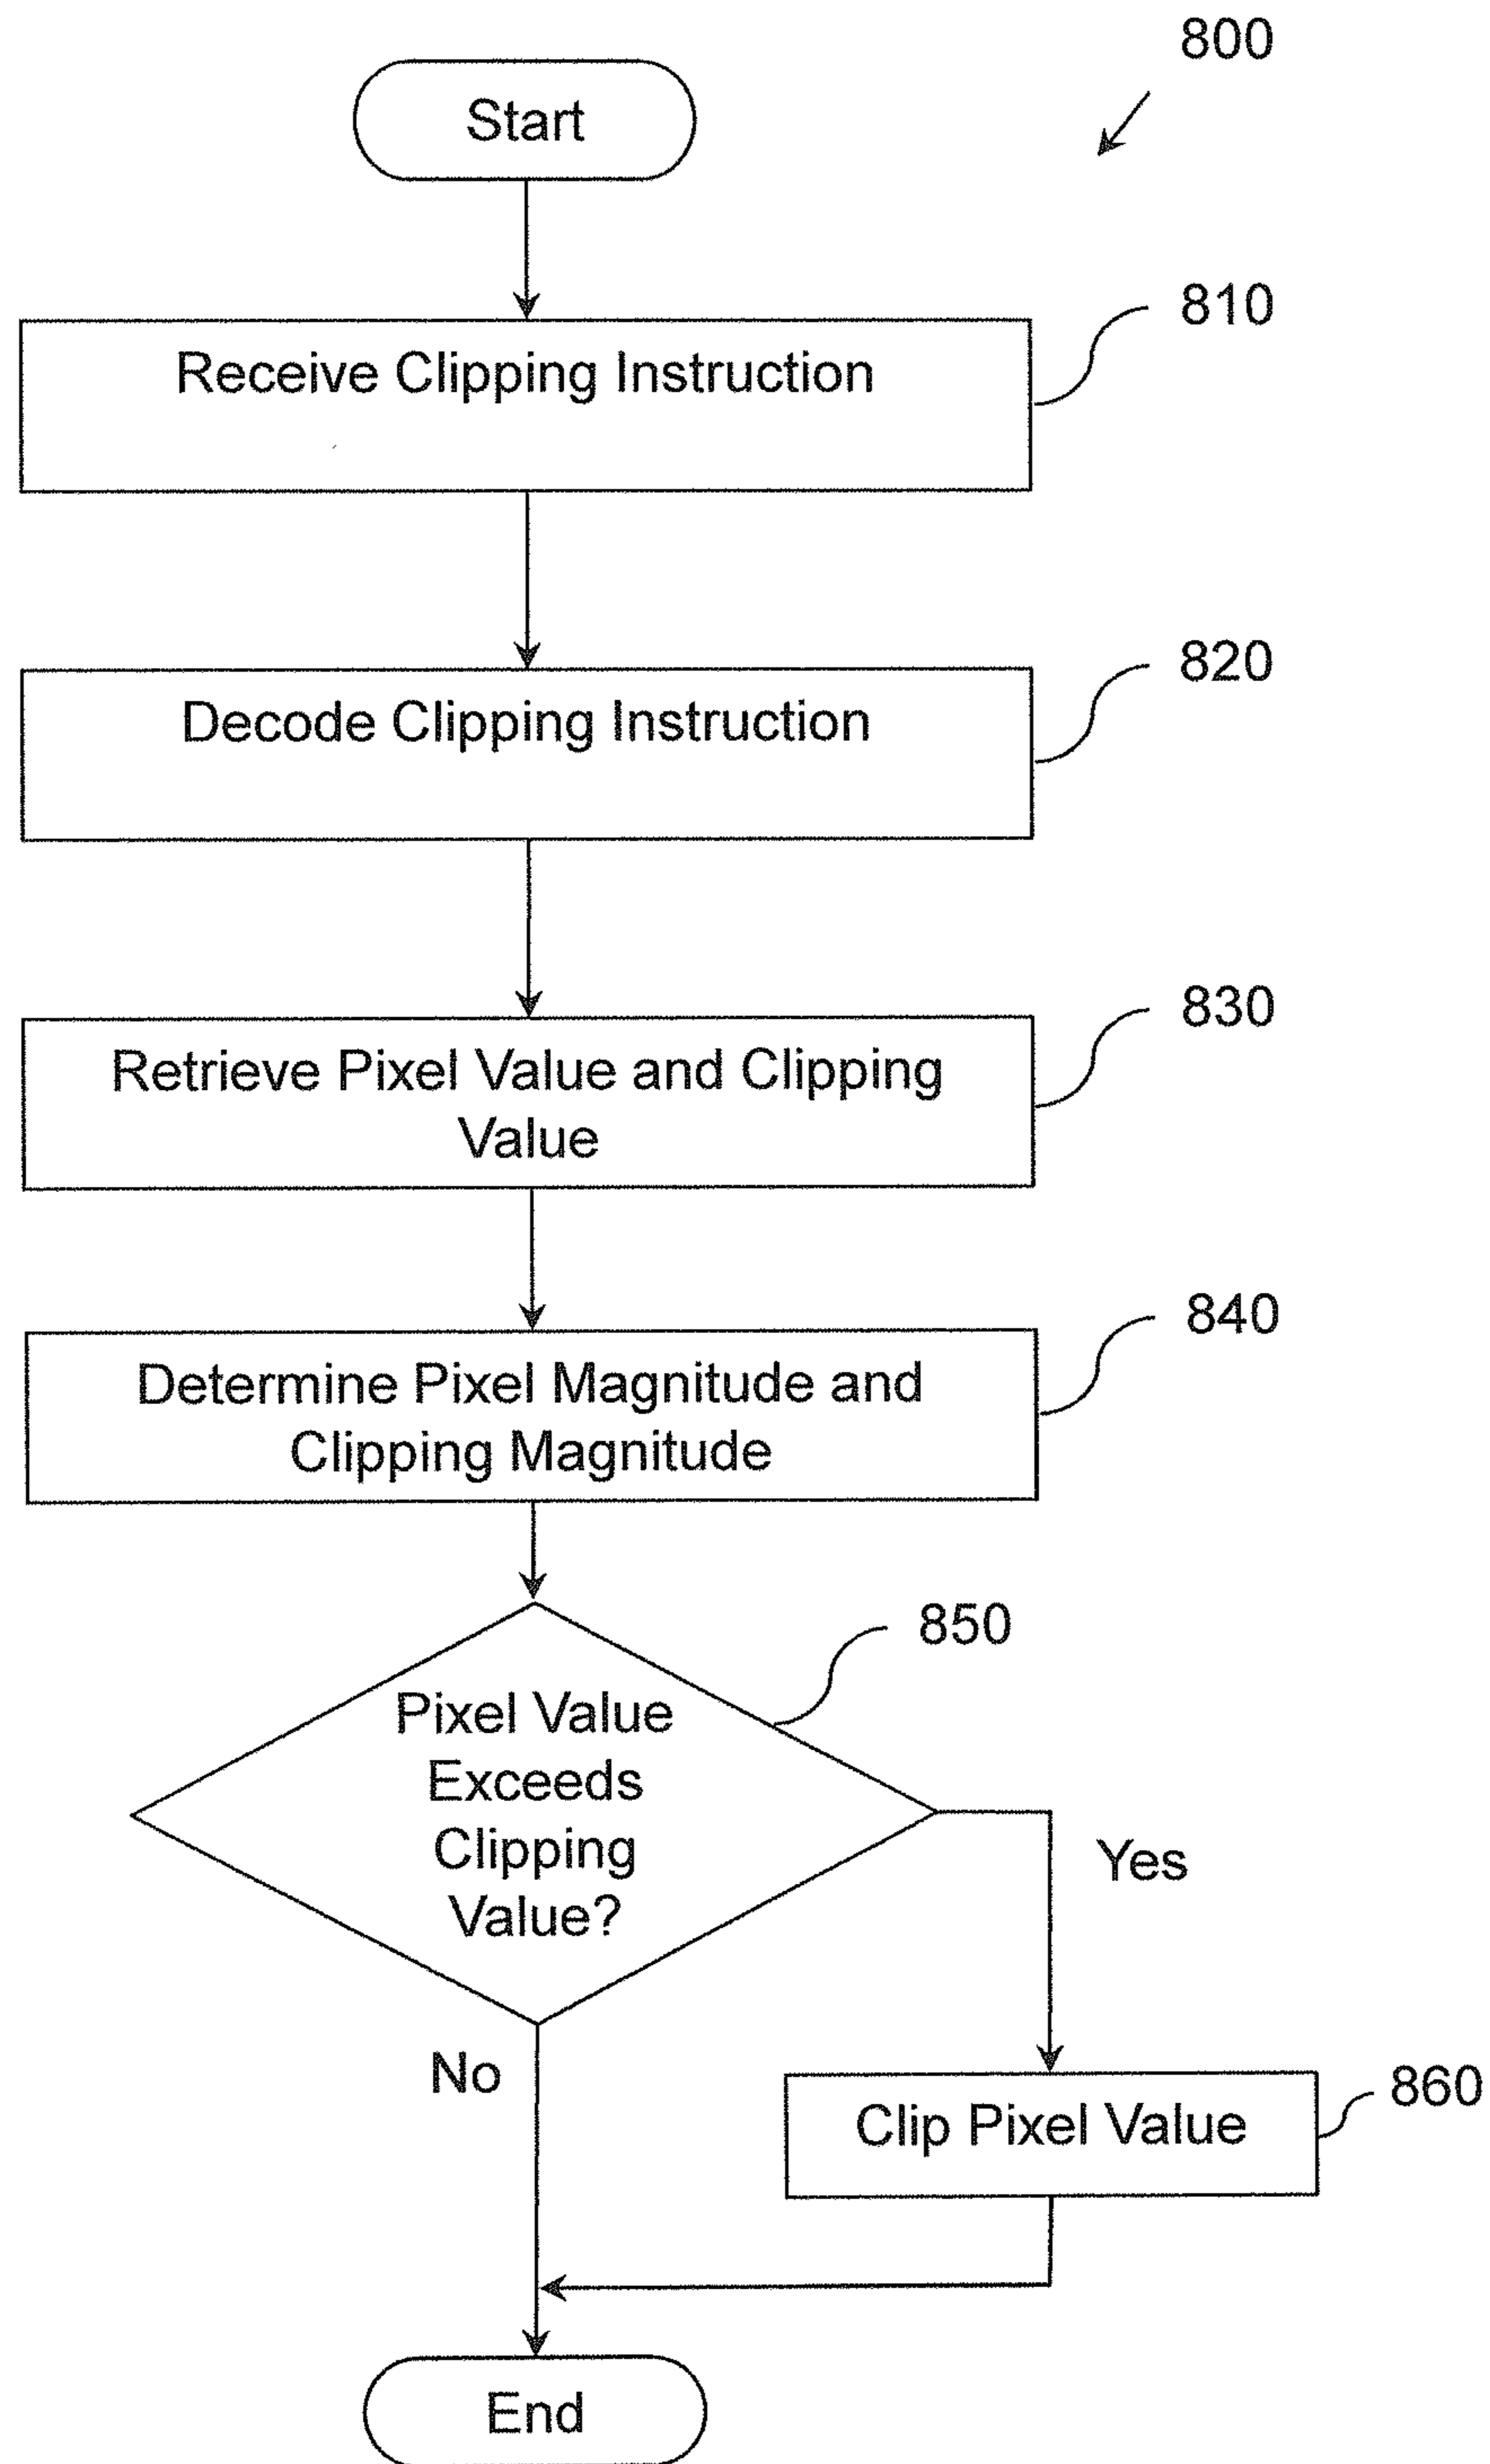 800
Start
810
Receive Clipping Instruction
820
Decode Clipping Instruction
830
Retrieve Pixel Value and Clipping
Value
840
Determine Pixel Magnitude and
Clipping Magnitude
850
Pixel Value
Exceeds
Clipping
Value?
Yes
No
860
Clip Pixel Value
End